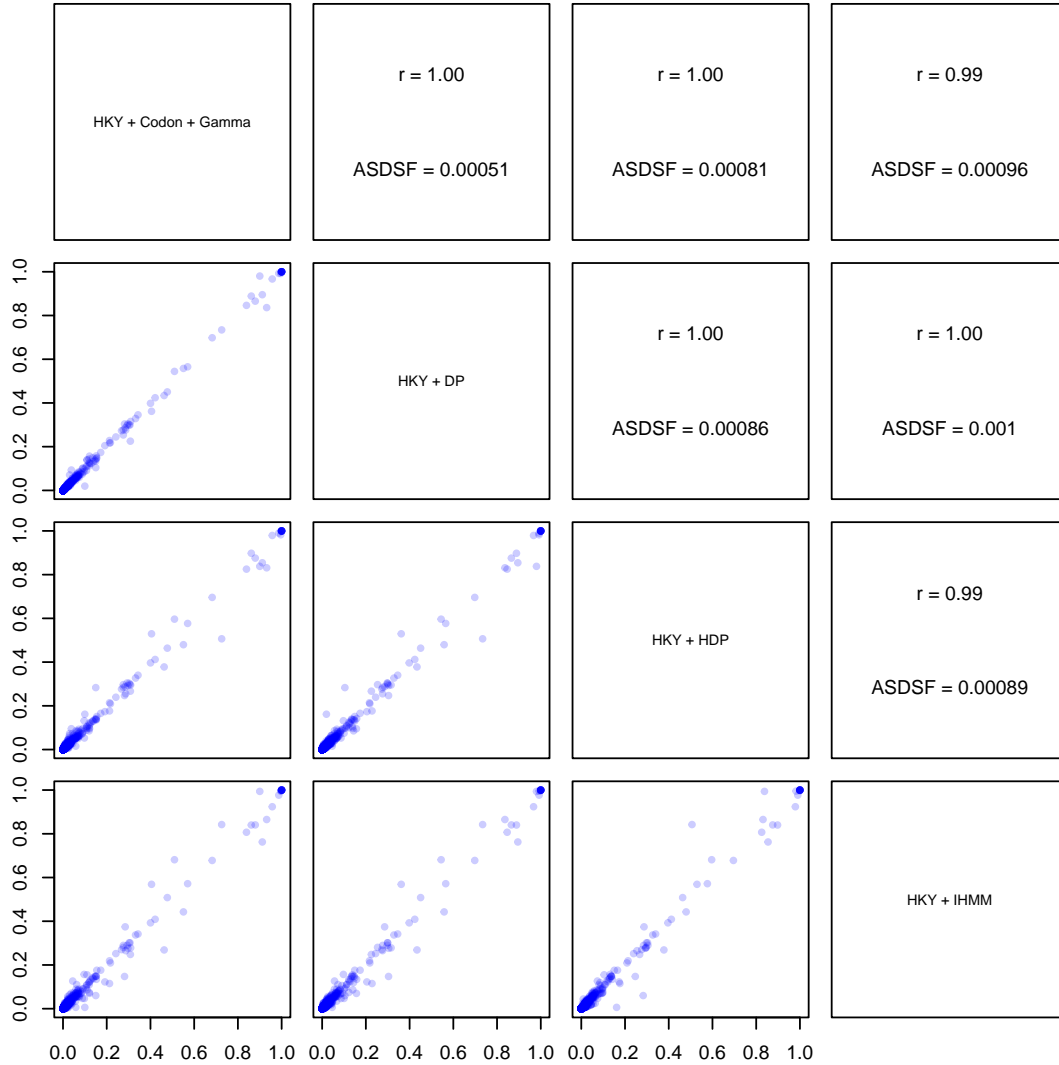 r = 1.00
r = 1.00
r = 0.99
HKY + Codon + Gamma
ASDSF = 0.00051
ASDSF = 0.00081
ASDSF = 0.00096
0.0 0.2 0.4 0.6 0.8 1.0
r = 1.00
r = 1.00
HKY + DP
ASDSF = 0.00086
ASDSF = 0.001
0.0 0.2 0.4 0.6 0.8 1.0
r = 0.99
HKY + HDP
ASDSF = 0.00089
0.0 0.2 0.4 0.6 0.8 1.0
HKY + IHMM
0.0 0.2 0.4 0.6 0.8 1.0
0.0 0.2 0.4 0.6 0.8 1.0
0.0 0.2 0.4 0.6 0.8 1.0